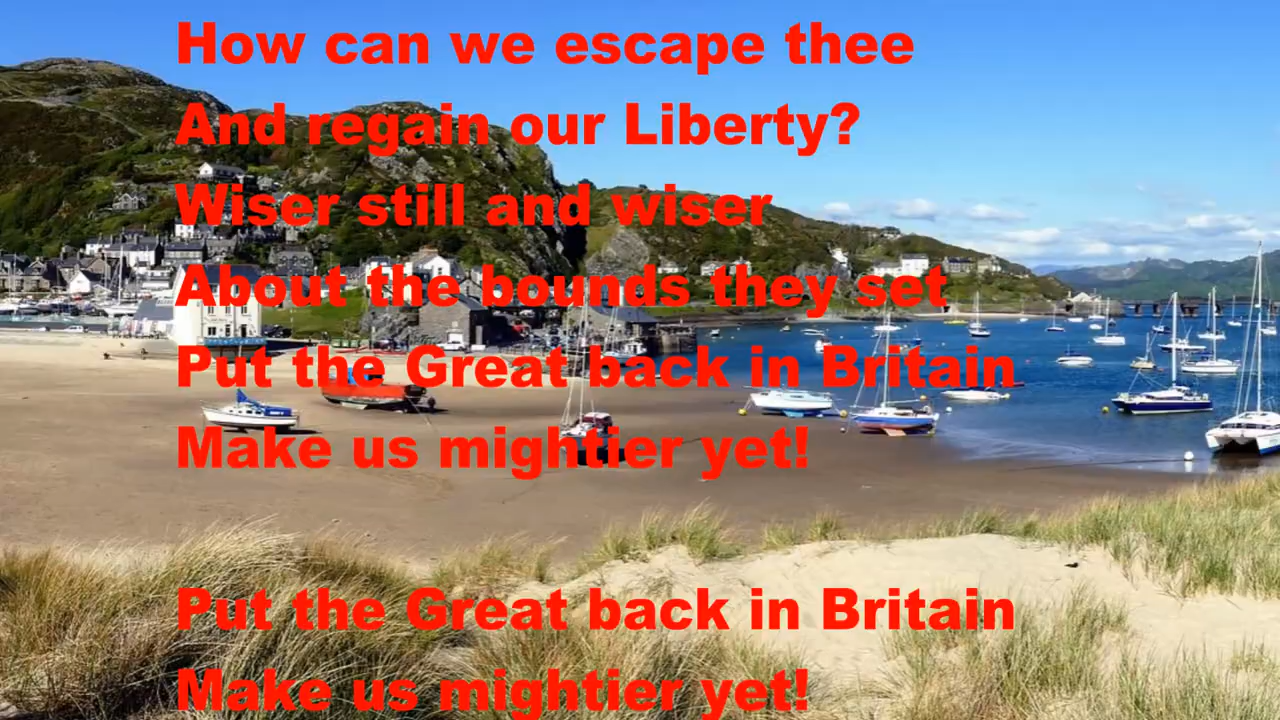 How can we escape thee
And regain our Liberty?
Wiser still and wiser
About the bounds they set
Put the Great back in Britain
Make us mightier yet!
Put the Great back in Britain
Make us mightier yet!